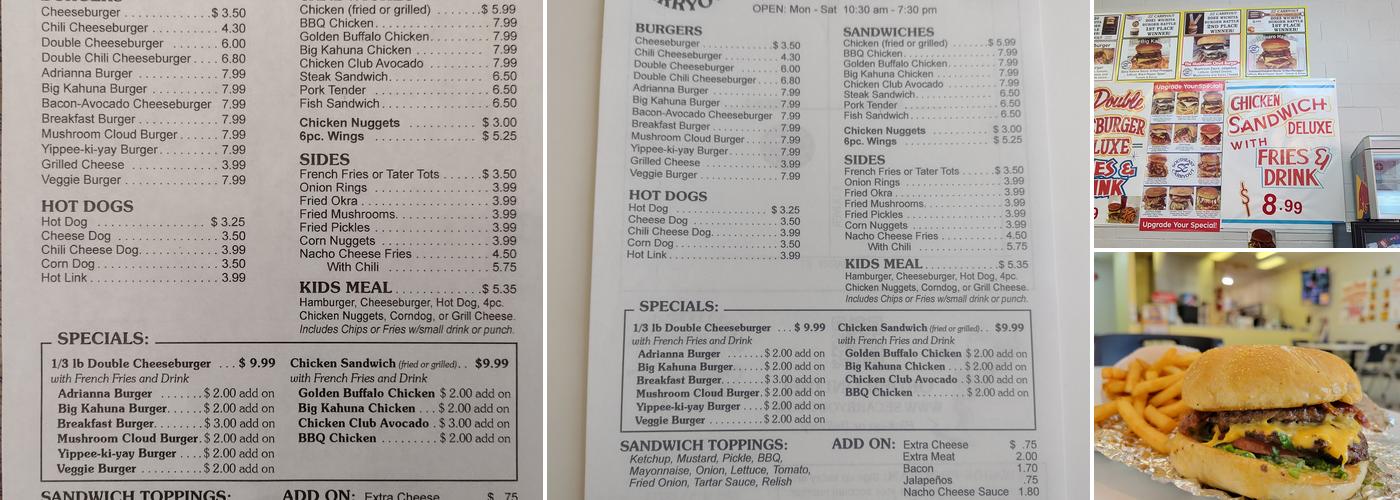 Cheeseburger $ 3.50
Chili Cheeseburger 4.30
Double Cheeseburger 6.00
Double Chili Cheeseburger 6.80
Adrianna Burger 7.99
Big Kahuna Burger 7.99
Bacon-Avocado Cheeseburger 7.99
Breakfast Burger 7.99
Mushroom Cloud Burger 7.99
Yippee-ki-yay Burger 7.99
Grilled Cheese 3.99
Veggie Burger 7.99
HOT DOGS
Hot Dog $ 3.25
Cheese Dog 3.50
Chili Cheese Dog 3.99
Corn Dog 3.50
Hot Link 3.99
Chicken (fried or grilled) $ 5.99
BBQ Chicken 7.99
Golden Buffalo Chicken 7.99
Big Kahuna Chicken 7.99
Chicken Club Avocado 7.99
Steak Sandwich 6.50
Pork Tender 6.50
Fish Sandwich 6.50
Chicken Nuggets $ 3.00
6pc. Wings $ 5.25
SIDES
French Fries or Tater Tots $ 3.50
Onion Rings 3.99
Fried Okra 3.99
Fried Mushrooms 3.99
Fried Pickles 3.99
Corn Nuggets 3.99
Nacho Cheese Fries 4.50
With Chili 5.75
KIDS MEAL $ 5.35
Hamburger, Cheeseburger, Hot Dog, 4pc.
Chicken Nuggets, Corndog, or Grill Cheese.
Includes Chips or Fries w/small drink or punch.
SPECIALS:
1/3 lb Double Cheeseburger $ 9.99
with French Fries and Drink
Adrianna Burger $ 2.00 add on
Big Kahuna Burger $ 2.00 add on
Breakfast Burger $ 3.00 add on
Mushroom Cloud Burger $ 2.00 add on
Yippee-ki-yay Burger $ 2.00 add on
Veggie Burger $ 2.00 add on
Chicken Sandwich (fried or grilled) $9.99
with French Fries and Drink
Golden Buffalo Chicken $ 2.00 add on
Big Kahuna Chicken $ 2.00 add on
Chicken Club Avocado $ 3.00 add on
BBQ Chicken $ 2.00 add on
SANDWICH TOPPINGS:
ADD ON: Extra Cheese $ .75
OPEN: Mon - Sat 10:30 am - 7:30 pm
BURGERS
Cheeseburger $ 3.50
Chili Cheeseburger 4.30
Double Cheeseburger 6.00
Double Chili Cheeseburger 6.80
Adrianna Burger 7.99
Big Kahuna Burger 7.99
Bacon-Avocado Cheeseburger 7.99
Breakfast Burger 7.99
Mushroom Cloud Burger 7.99
Yippee-ki-yay Burger 7.99
Grilled Cheese 3.99
Veggie Burger 7.99
HOT DOGS
Hot Dog $ 3.25
Cheese Dog 3.50
Chili Cheese Dog 3.99
Corn Dog 3.50
Hot Link 3.99
SANDWICHES
Chicken (fried or grilled) $ 5.99
BBQ Chicken 7.99
Golden Buffalo Chicken 7.99
Big Kahuna Chicken 7.99
Chicken Club Avocado 7.99
Steak Sandwich 6.50
Pork Tender 6.50
Fish Sandwich 6.50
Chicken Nuggets $ 3.00
6pc. Wings $ 5.25
SIDES
French Fries or Tater Tots $ 3.50
Onion Rings 3.99
Fried Okra 3.99
Fried Mushrooms 3.99
Fried Pickles 3.99
Corn Nuggets 3.99
Nacho Cheese Fries 4.50
With Chili 5.75
KIDS MEAL $ 5.35
Hamburger, Cheeseburger, Hot Dog, 4pc.
Chicken Nuggets, Corndog, or Grill Cheese.
Includes Chips or Fries w/small drink or punch.
SPECIALS:
1/3 lb Double Cheeseburger $ 9.99
with French Fries and Drink
Adrianna Burger $ 2.00 add on
Big Kahuna Burger $ 2.00 add on
Breakfast Burger $ 3.00 add on
Mushroom Cloud Burger $ 2.00 add on
Yippee-ki-yay Burger $ 2.00 add on
Veggie Burger $ 2.00 add on
Chicken Sandwich (fried or grilled) $9.99
with French Fries and Drink
Golden Buffalo Chicken $ 2.00 add on
Big Kahuna Chicken $ 2.00 add on
Chicken Club Avocado $ 3.00 add on
BBQ Chicken $ 2.00 add on
SANDWICH TOPPINGS:
Ketchup, Mustard, Pickle, BBQ,
Mayonnaise, Onion, Lettuce, Tomato,
Fried Onion, Tartar Sauce, Relish
ADD ON: Extra Cheese $ .75
Extra Meat 2.00
Bacon 1.70
Jalapeños .75
Nacho Cheese Sauce 1.80
1ST PLACE
WINNER!
1ST PLACE
WINNER!
1ST PLACE
WINNER!
Double
Upgrade Your Special!
Upgrade Your Special!
CHICKEN
SANDWICH
DELUXE
WITH
FRIES &
DRINK
$8.99